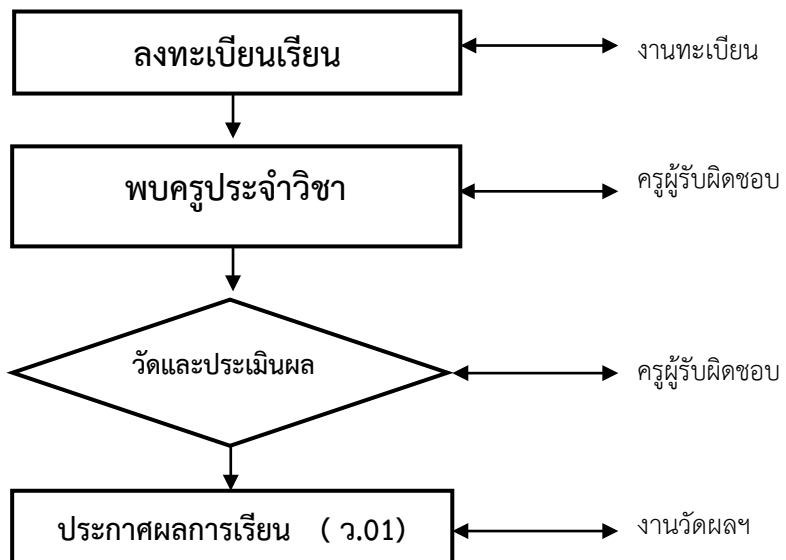 ลงทะเบียนเรียน
งานทะเบียน
พบครูประจำวิชา
ครูผู้รับผิดชอบ
วัดและประเมินผล
ครูผู้รับผิดชอบ
ประกาศผลการเรียน ( ว.01)
งานวัดผลฯ